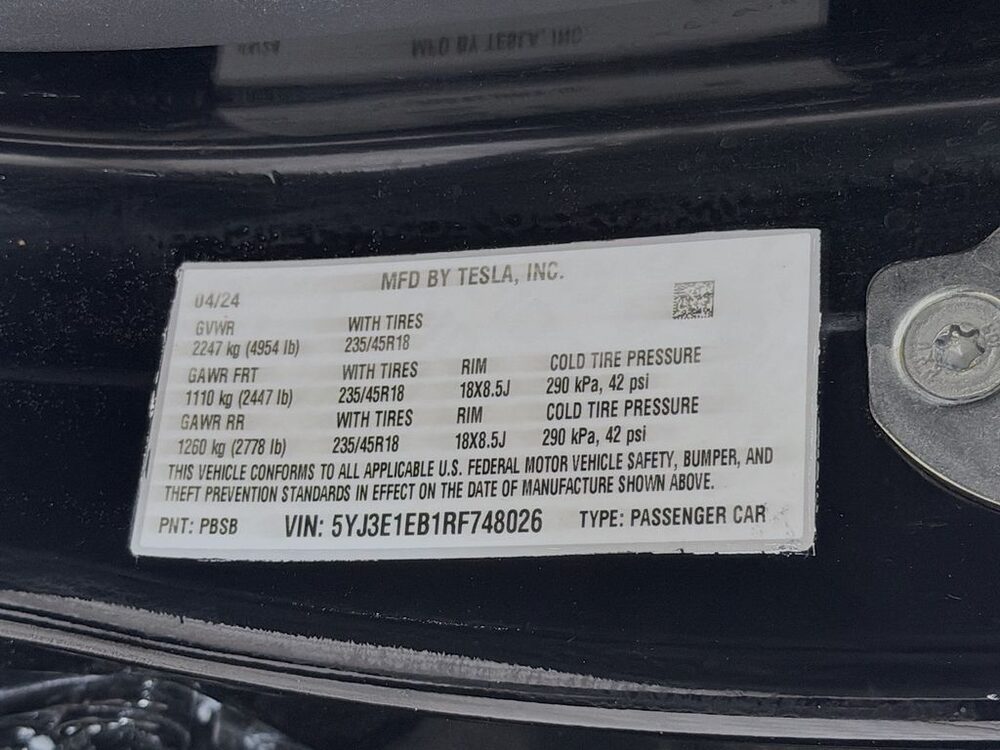 MFD BY TESLA, INC.
04/24
GVWR WITH TIRES
2247 kg (4954 lb) 235/45R18
GAWR FRT WITH TIRES RIM COLD TIRE PRESSURE
1110 kg (2447 lb) 235/45R18 18X8.5J 290 kPa, 42 psi
GAWR RR WITH TIRES RIM COLD TIRE PRESSURE
1260 kg (2778 lb) 235/45R18 18X8.5J 290 kPa, 42 psi
THIS VEHICLE CONFORMS TO ALL APPLICABLE U.S. FEDERAL MOTOR VEHICLE SAFETY, BUMPER, AND
THEFT PREVENTION STANDARDS IN EFFECT ON THE DATE OF MANUFACTURE SHOWN ABOVE.
PNT: PBSB VIN: 5YJ3E1EB1RF748026 TYPE: PASSENGER CAR